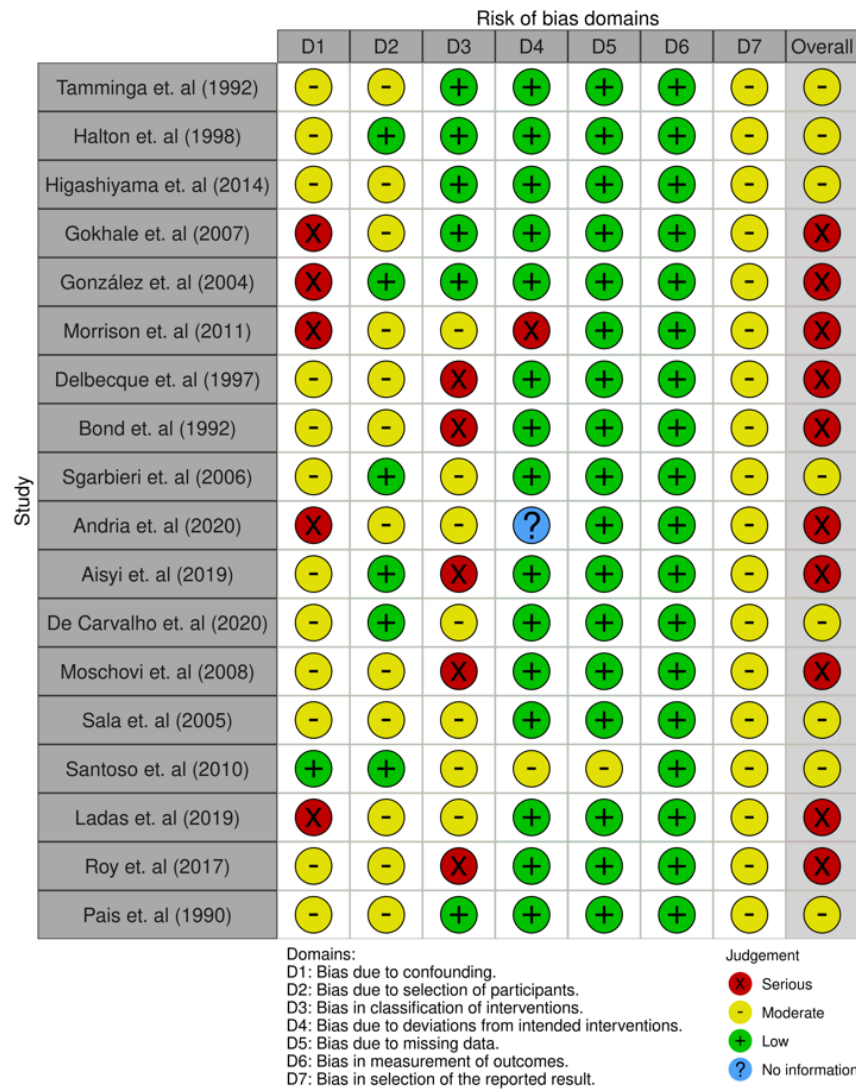 Risk of bias domains
D1 D2 D3 D4 D5 D6 D7 Overall
Study
Tamminga et. al (1992) - - + + + + - -
Halton et. al (1998) - + + + + + - -
Higashiyama et. al (2014) - - + + + + - -
Gokhale et. al (2007) X - + + + + - X
González et. al (2004) X + + + + + - X
Morrison et. al (2011) X - - X + + - X
Delbecque et. al (1997) - - X + + + - X
Bond et. al (1992) - - X + + + - X
Sgarbieri et. al (2006) - + - + + + - -
Andria et. al (2020) X - - ? + + - X
Aisyi et. al (2019) - + X + + + - X
De Carvalho et. al (2020) - + - + + + - -
Moschovi et. al (2008) - - X + + + - X
Sala et. al (2005) - - - + + + - -
Santoso et. al (2010) + + - - - + - -
Ladas et. al (2019) X - - + + + - X
Roy et. al (2017) - - X + + + - X
Pais et. al (1990) - - + + + + - -
Domains:
D1: Bias due to confounding.
D2: Bias due to selection of participants.
D3: Bias in classification of interventions.
D4: Bias due to deviations from intended interventions.
D5: Bias due to missing data.
D6: Bias in measurement of outcomes.
D7: Bias in selection of the reported result.
Judgement
X Serious
- Moderate
+ Low
? No information